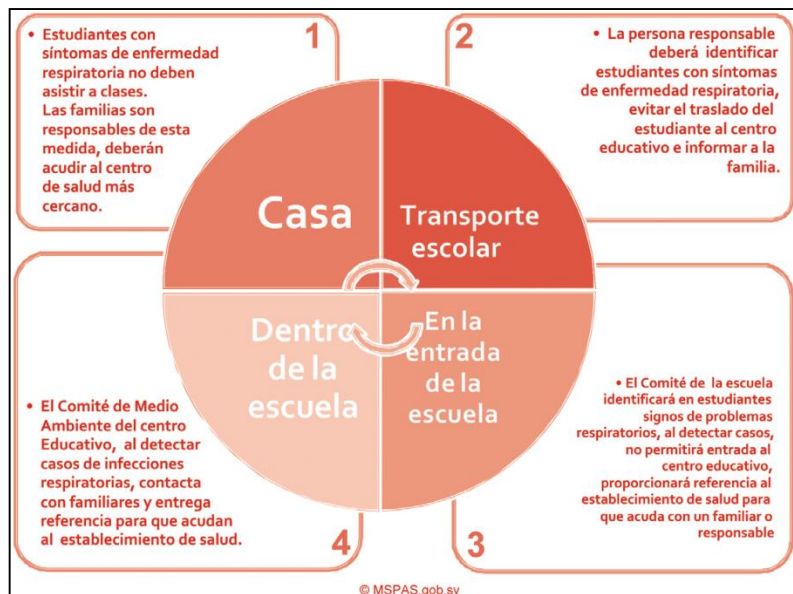 1
• Estudiantes con
síntomas de enfermedad
respiratoria no deben
asistir a clases.
Las familias son
responsables de esta
medida, deberán
acudir al centro
de salud más
cercano.
2
• La persona responsable
deberá identificar
estudiantes con síntomas
de enfermedad respiratoria,
evitar el traslado del
estudiante al centro
educativo e informar a la
familia.
Casa
Transporte
escolar
Dentro
de la
escuela
En la
entrada
de la
escuela
• El Comité de la escuela
identificará en estudiantes
signos de problemas
respiratorios, al detectar casos,
no permitirá entrada al
centro educativo,
proporcionará referencia al
establecimiento de salud para
que acuda con un familiar o
responsable
3
• El Comité de Medio
Ambiente del centro
Educativo, al detectar
casos de infecciones
respiratorias, contacta
con familiares y entrega
referencia para que acudan
al establecimiento de salud.
4
© MSPAS.gob.sv